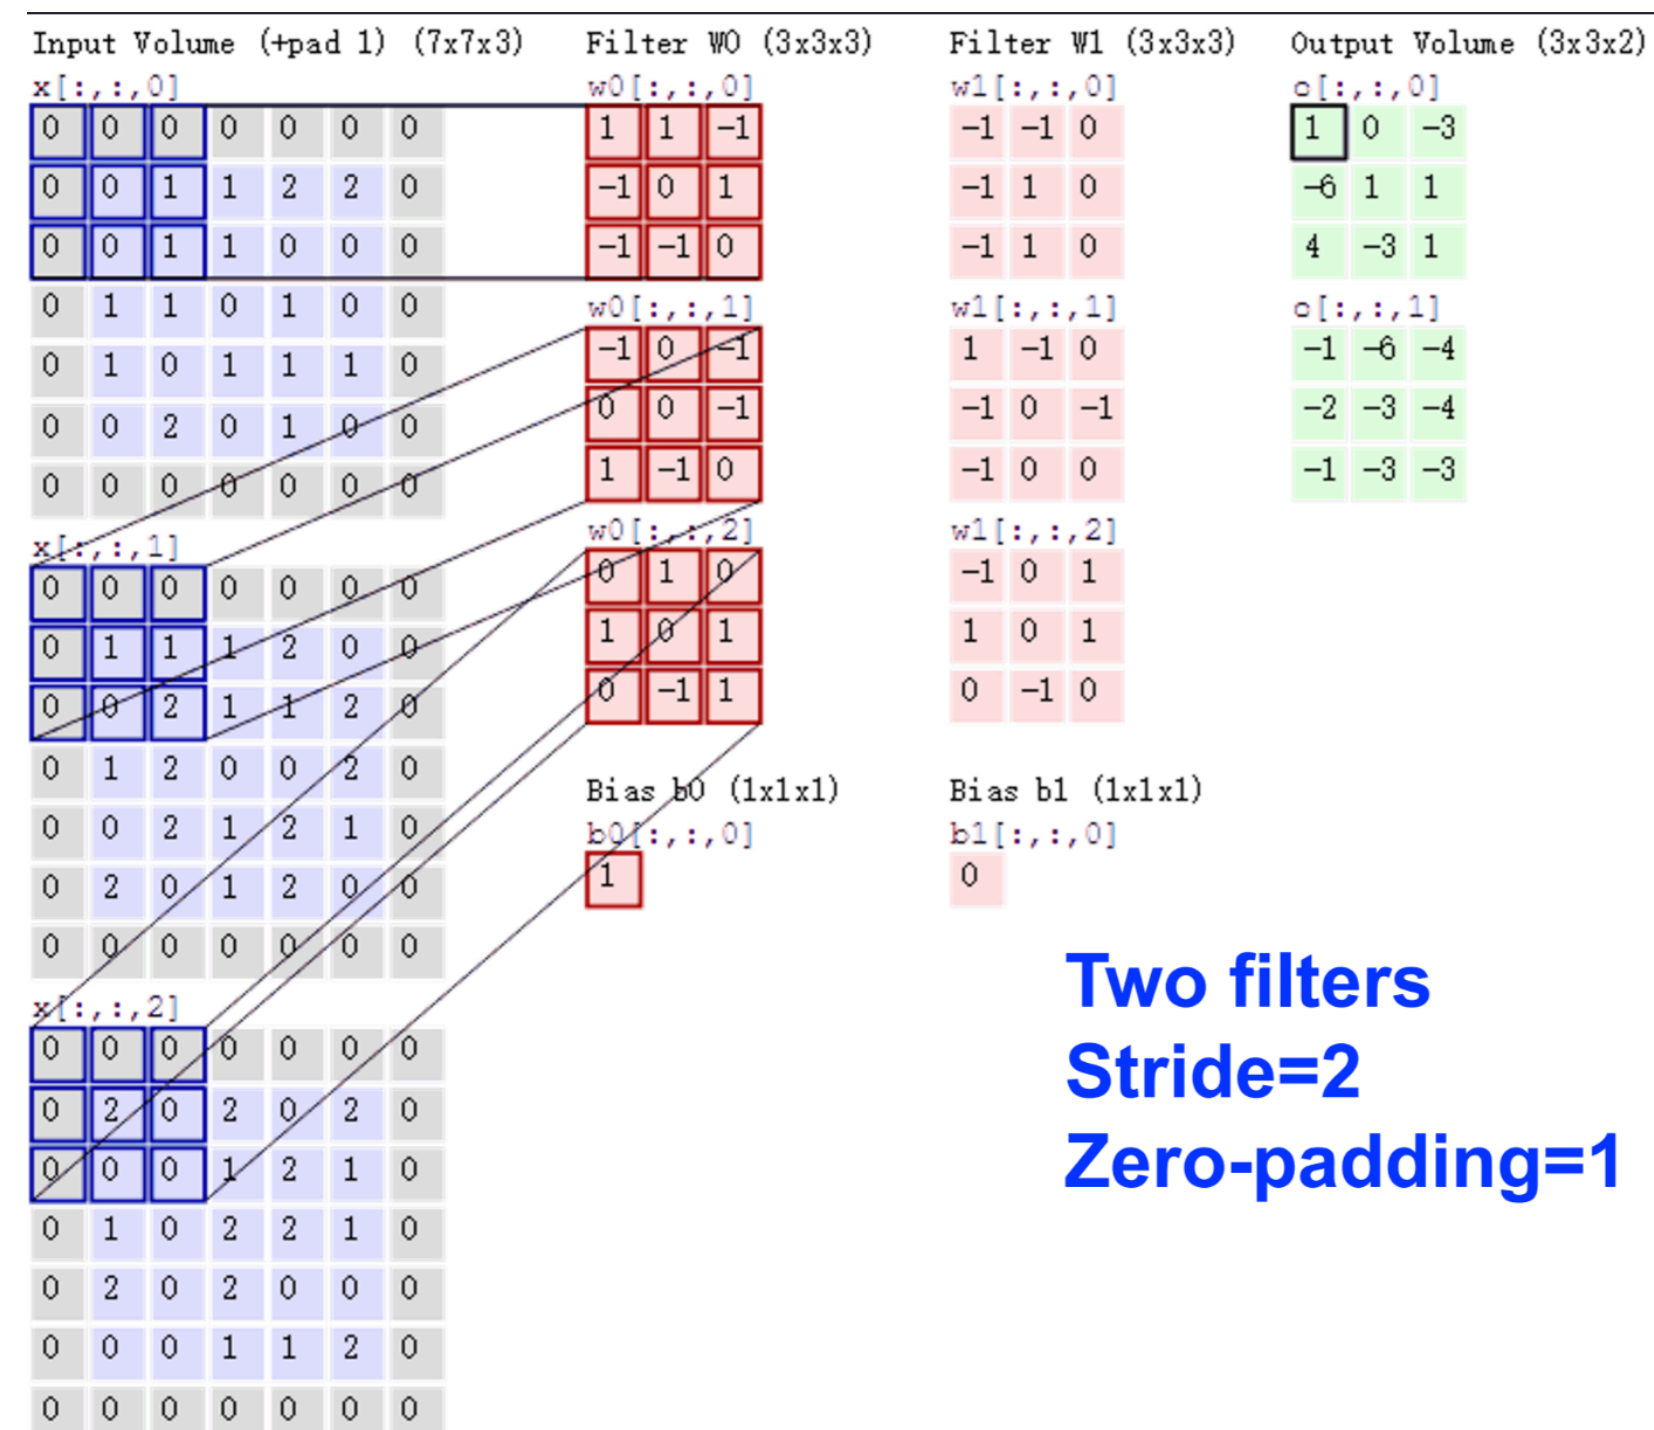 Input Volume (+pad 1) (7x7x3)
x[:,:,0]
0 0 0 0 0 0 0
0 0 1 1 2 2 0
0 0 1 1 0 0 0
0 1 1 0 1 0 0
0 1 0 1 1 1 0
0 0 2 0 1 0 0
0 0 0 0 0 0 0
x[:,:,1]
0 0 0 0 0 0 0
0 1 1 1 2 0 0
0 0 2 1 1 2 0
0 1 2 0 0 2 0
0 0 2 1 2 1 0
0 2 0 1 2 0 0
0 0 0 0 0 0 0
x[:,:,2]
0 0 0 0 0 0 0
0 2 0 2 0 2 0
0 0 0 1 2 1 0
0 1 0 2 2 1 0
0 2 0 2 0 0 0
0 0 0 1 1 2 0
0 0 0 0 0 0 0
Filter W0 (3x3x3)
w0[:,:,0]
1 1 -1
-1 0 1
-1 -1 0
w0[:,:,1]
-1 0 -1
0 0 -1
1 -1 0
w0[:,:,2]
0 1 0
1 0 1
0 -1 1
Bias b0 (1x1x1)
b0[:,:,0]
1
Filter W1 (3x3x3)
w1[:,:,0]
-1 -1 0
-1 1 0
-1 1 0
w1[:,:,1]
1 -1 0
-1 0 -1
-1 0 0
w1[:,:,2]
-1 0 1
1 0 1
0 -1 0
Bias b1 (1x1x1)
b1[:,:,0]
0
Output Volume (3x3x2)
o[:,:,0]
1 0 -3
-6 1 1
4 -3 1
o[:,:,1]
-1 -6 -4
-2 -3 -4
-1 -3 -3
Two filters
Stride=2
Zero-padding=1